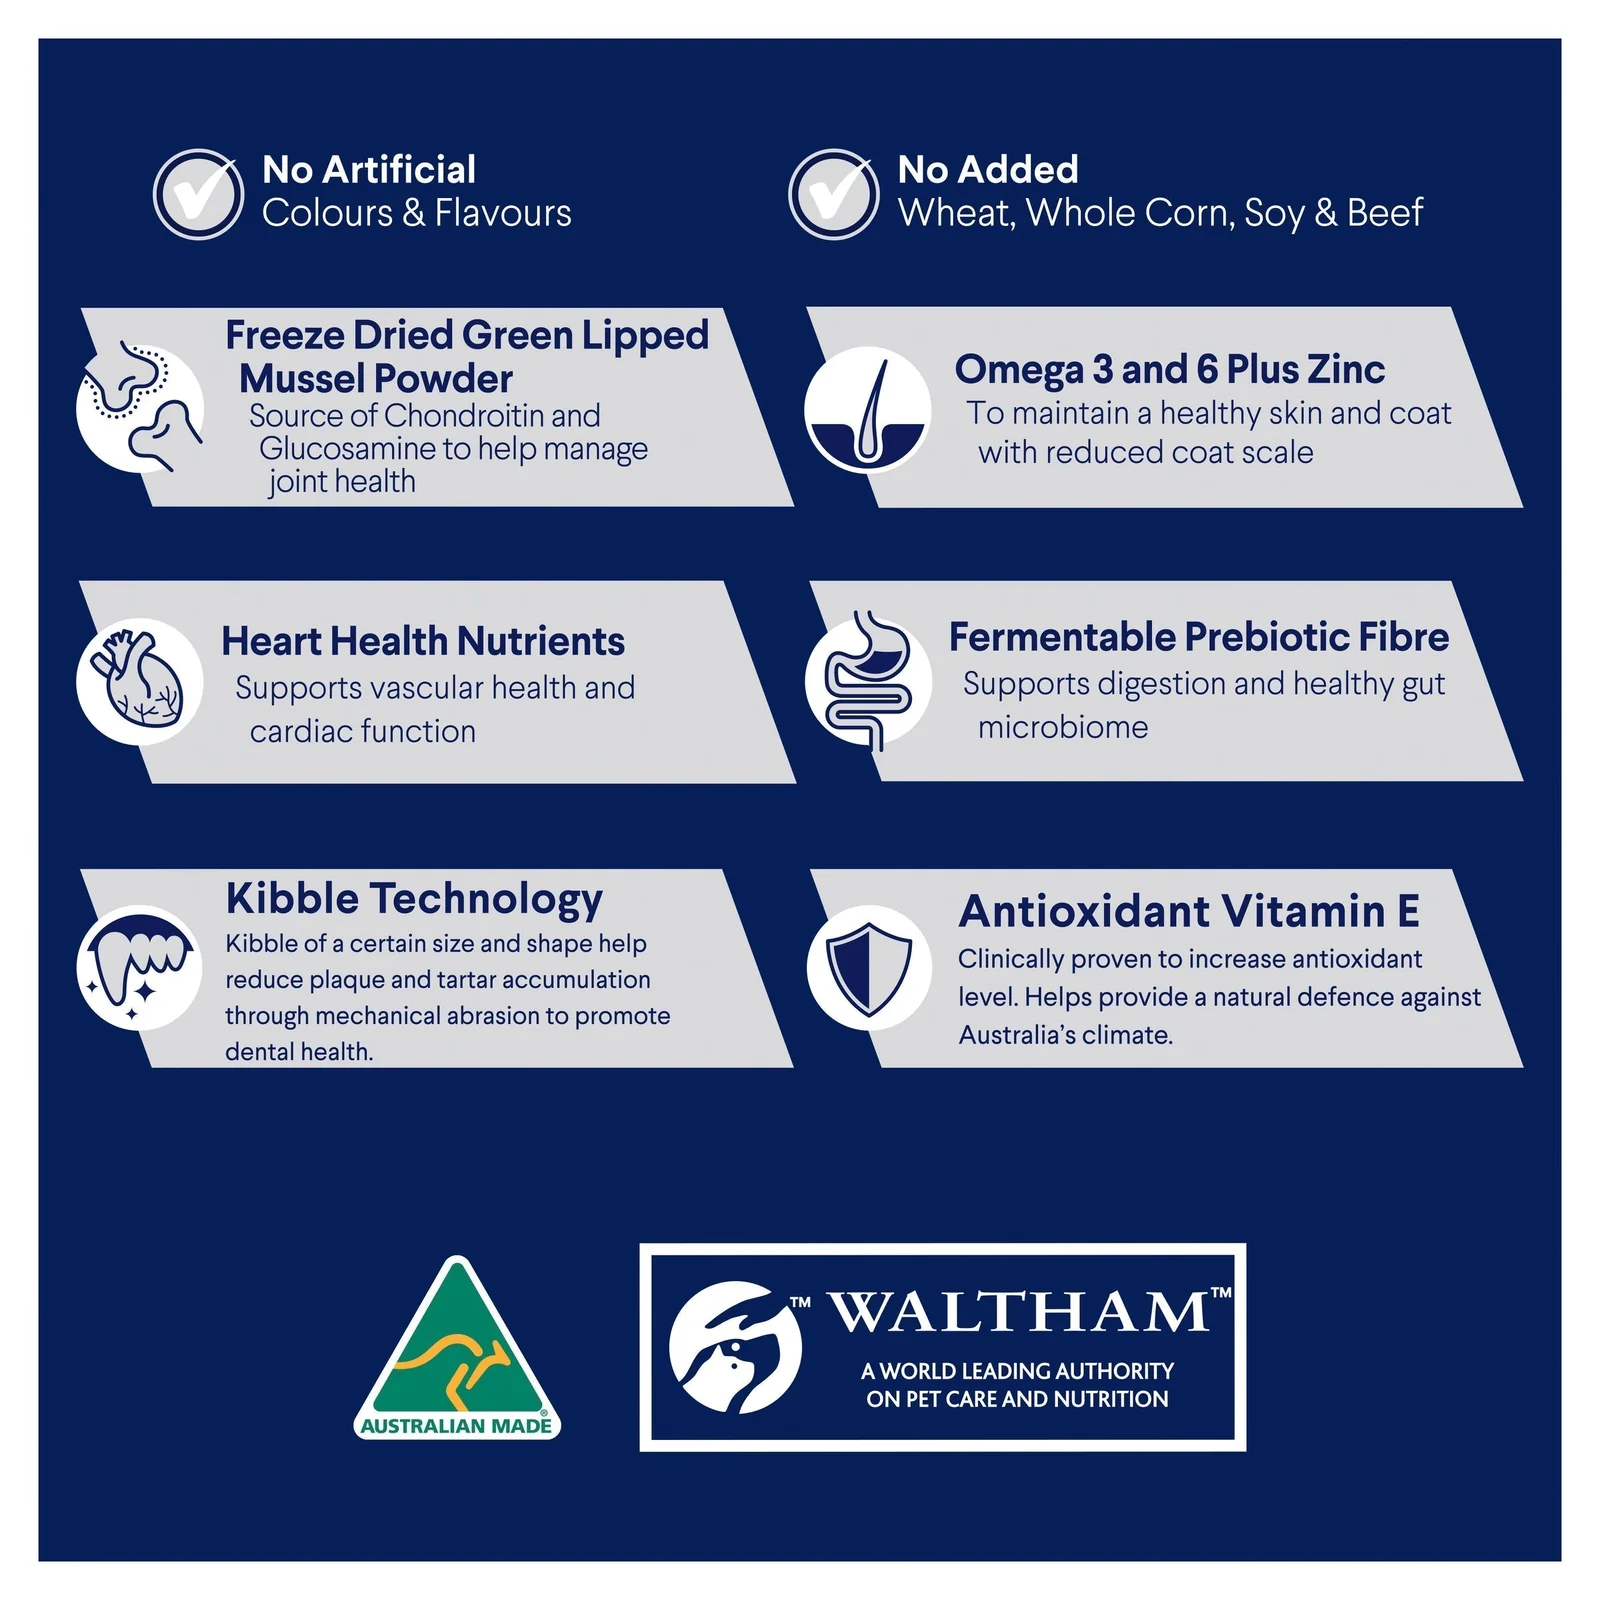 No Artificial
Colours & Flavours
No Added
Wheat, Whole Corn, Soy & Beef
Freeze Dried Green Lipped
Mussel Powder
Source of Chondroitin and
Glucosamine to help manage
joint health
Omega 3 and 6 Plus Zinc
To maintain a healthy skin and coat
with reduced coat scale
Heart Health Nutrients
Supports vascular health and
cardiac function
Fermentable Prebiotic Fibre
Supports digestion and healthy gut
microbiome
Kibble Technology
Kibble of a certain size and shape help
reduce plaque and tartar accumulation
through mechanical abrasion to promote
dental health.
Antioxidant Vitamin E
Clinically proven to increase antioxidant
level. Helps provide a natural defence against
Australia's climate.
AUSTRALIAN MADE®
™ WALTHAM™
A WORLD LEADING AUTHORITY
ON PET CARE AND NUTRITION